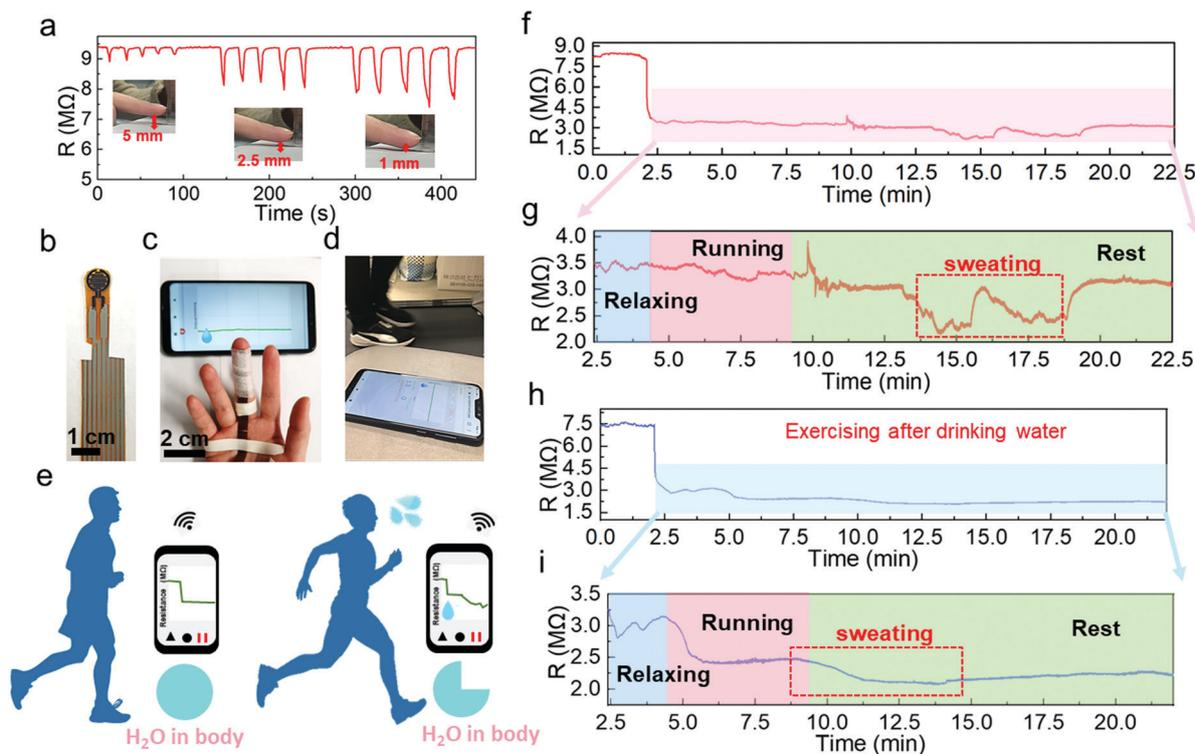 a
R (MΩ)
9
8
7
6
5
5 mm
2.5 mm
1 mm
0 100 200 300 400
Time (s)
b
1 cm
c
2 cm
d
e
Resistance (MΩ)
H₂O in body
Resistance (MΩ)
H₂O in body
f
R (MΩ)
9.0
7.5
6.0
4.5
3.0
1.5
0.0 2.5 5.0 7.5 10.0 12.5 15.0 17.5 20.0 22.5
Time (min)
g
R (MΩ)
4.0
3.5
3.0
2.5
2.0
Relaxing
Running
sweating
Rest
2.5 5.0 7.5 10.0 12.5 15.0 17.5 20.0 22.5
Time (min)
h
R (MΩ)
7.5
6.0
4.5
3.0
1.5
Exercising after drinking water
0.0 2.5 5.0 7.5 10.0 12.5 15.0 17.5 20.0
Time (min)
i
R (MΩ)
3.5
3.0
2.5
2.0
Relaxing
Running
sweating
Rest
2.5 5.0 7.5 10.0 12.5 15.0 17.5 20.0
Time (min)